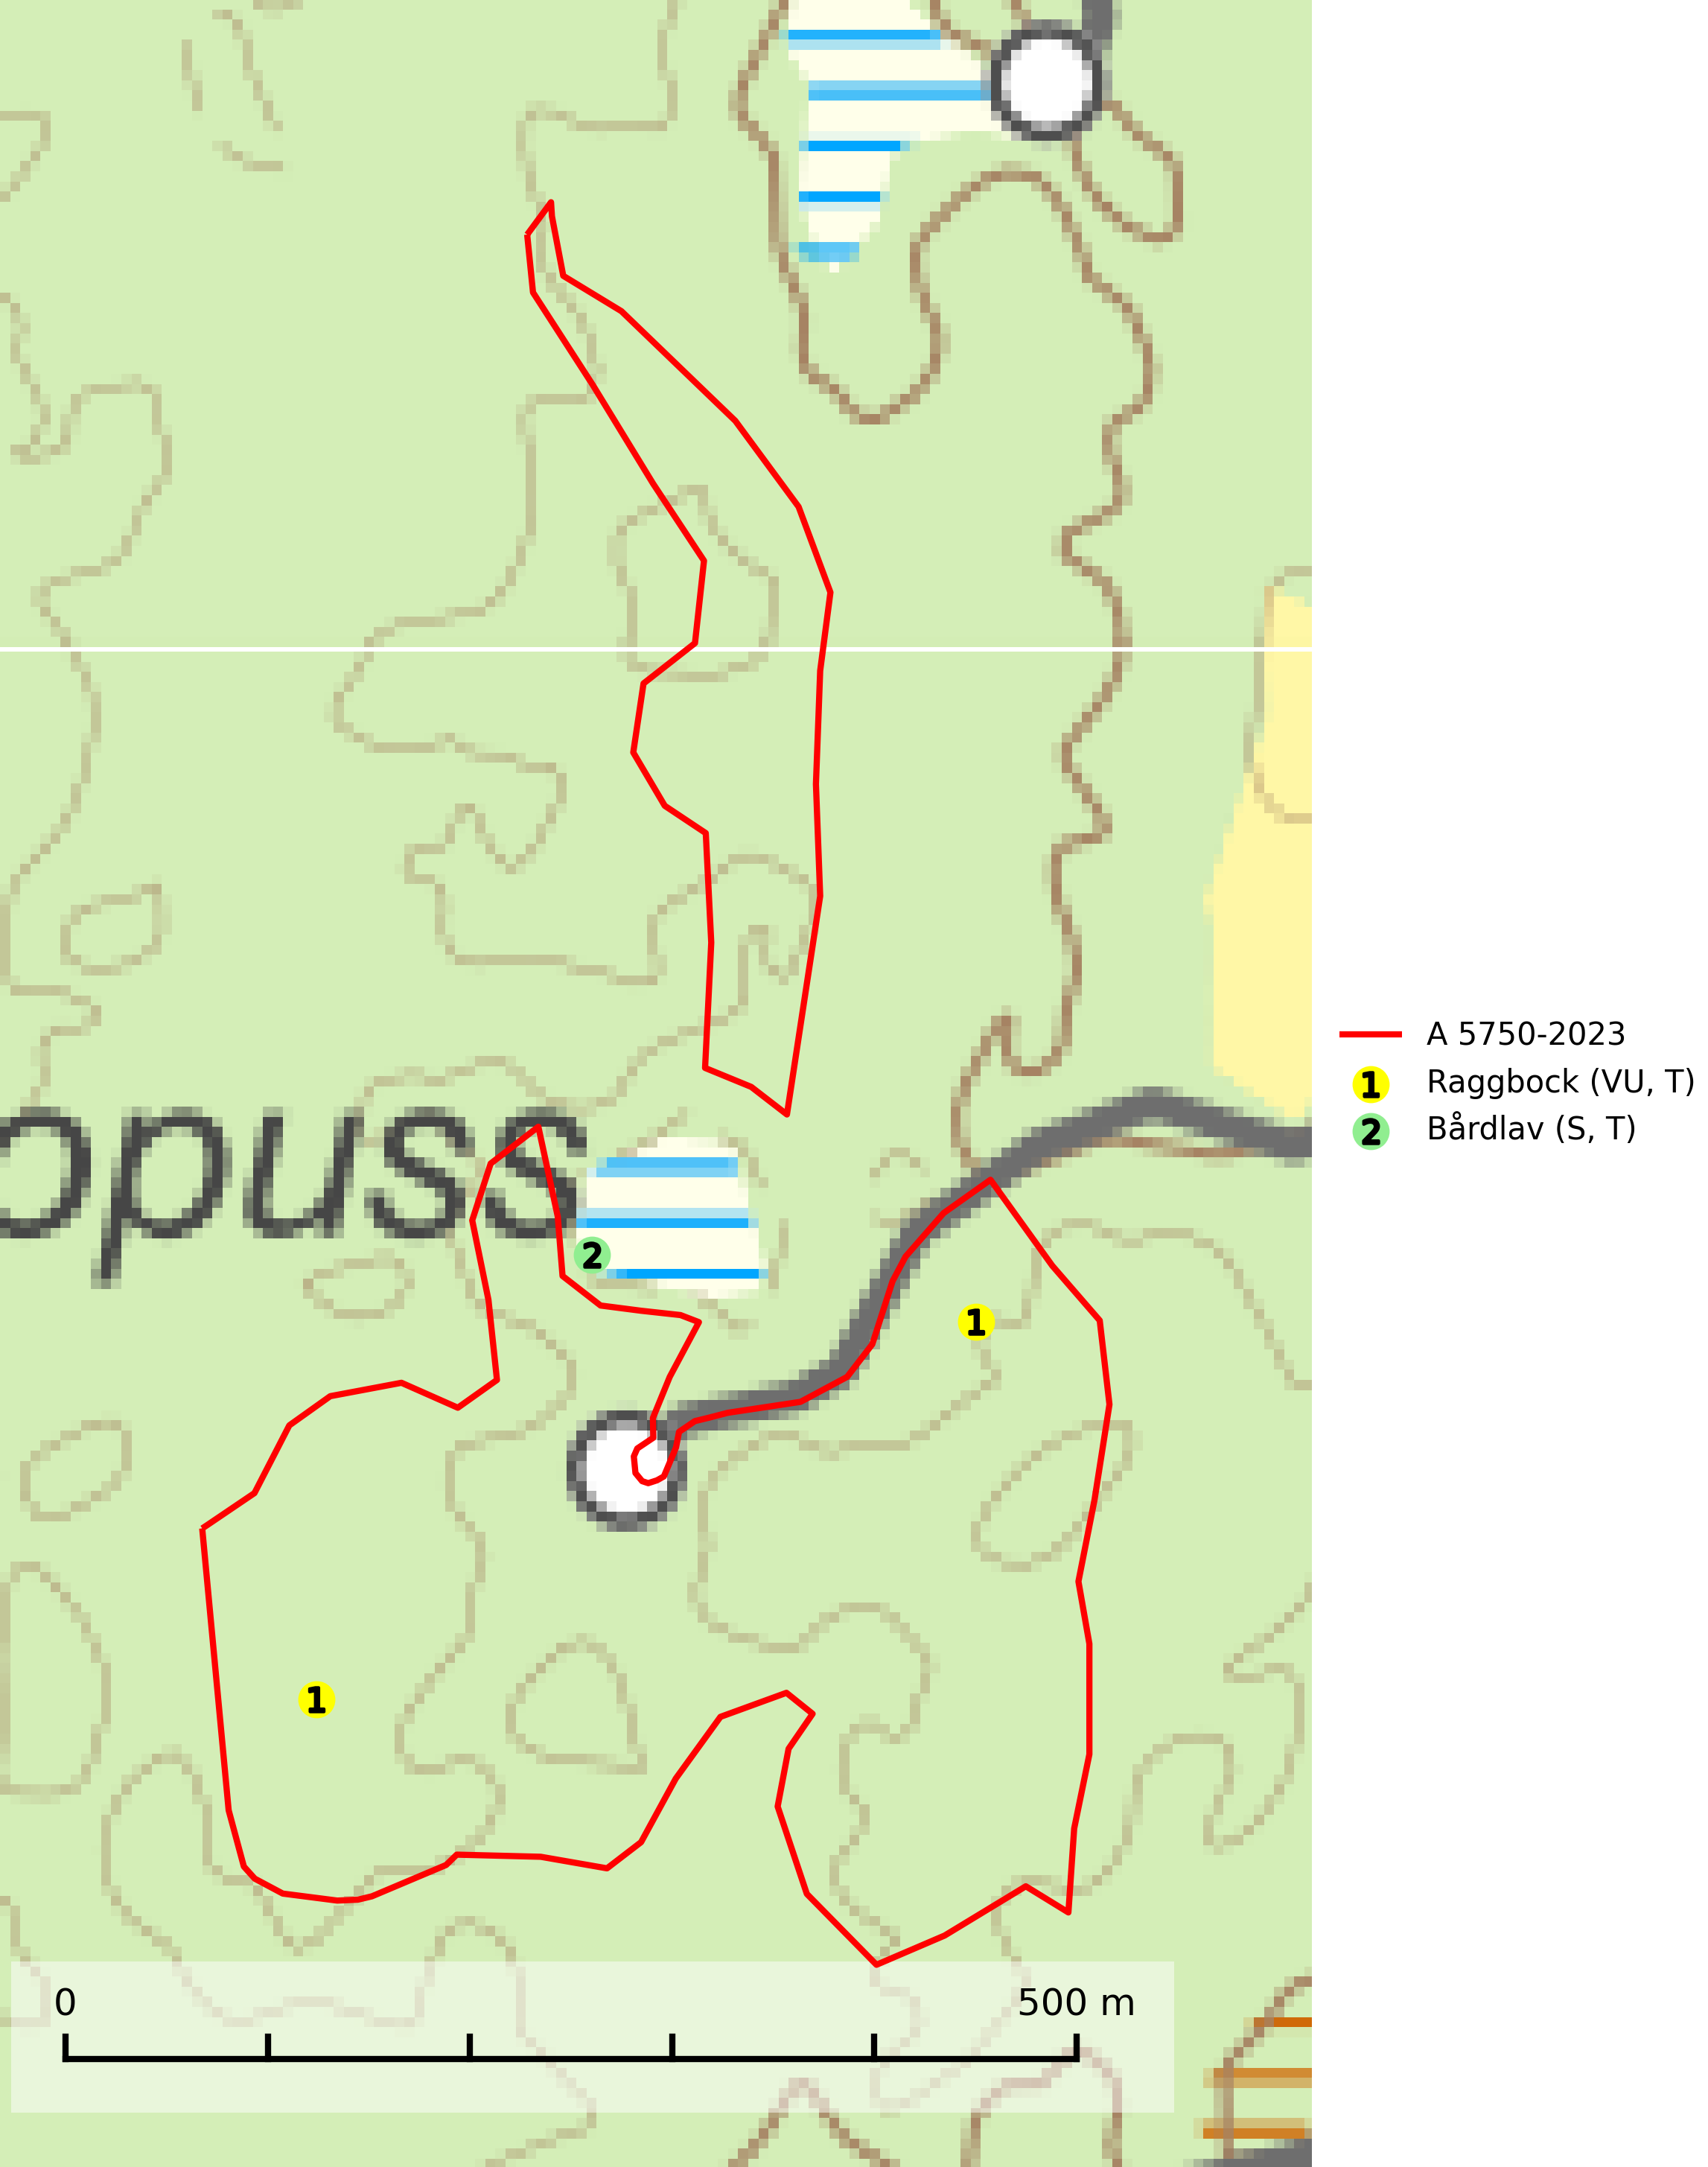 A 5750-2023
1 Raggbock (VU, T)
2 Bårdlav (S, T)
opuss
2
1
1
0 500 m